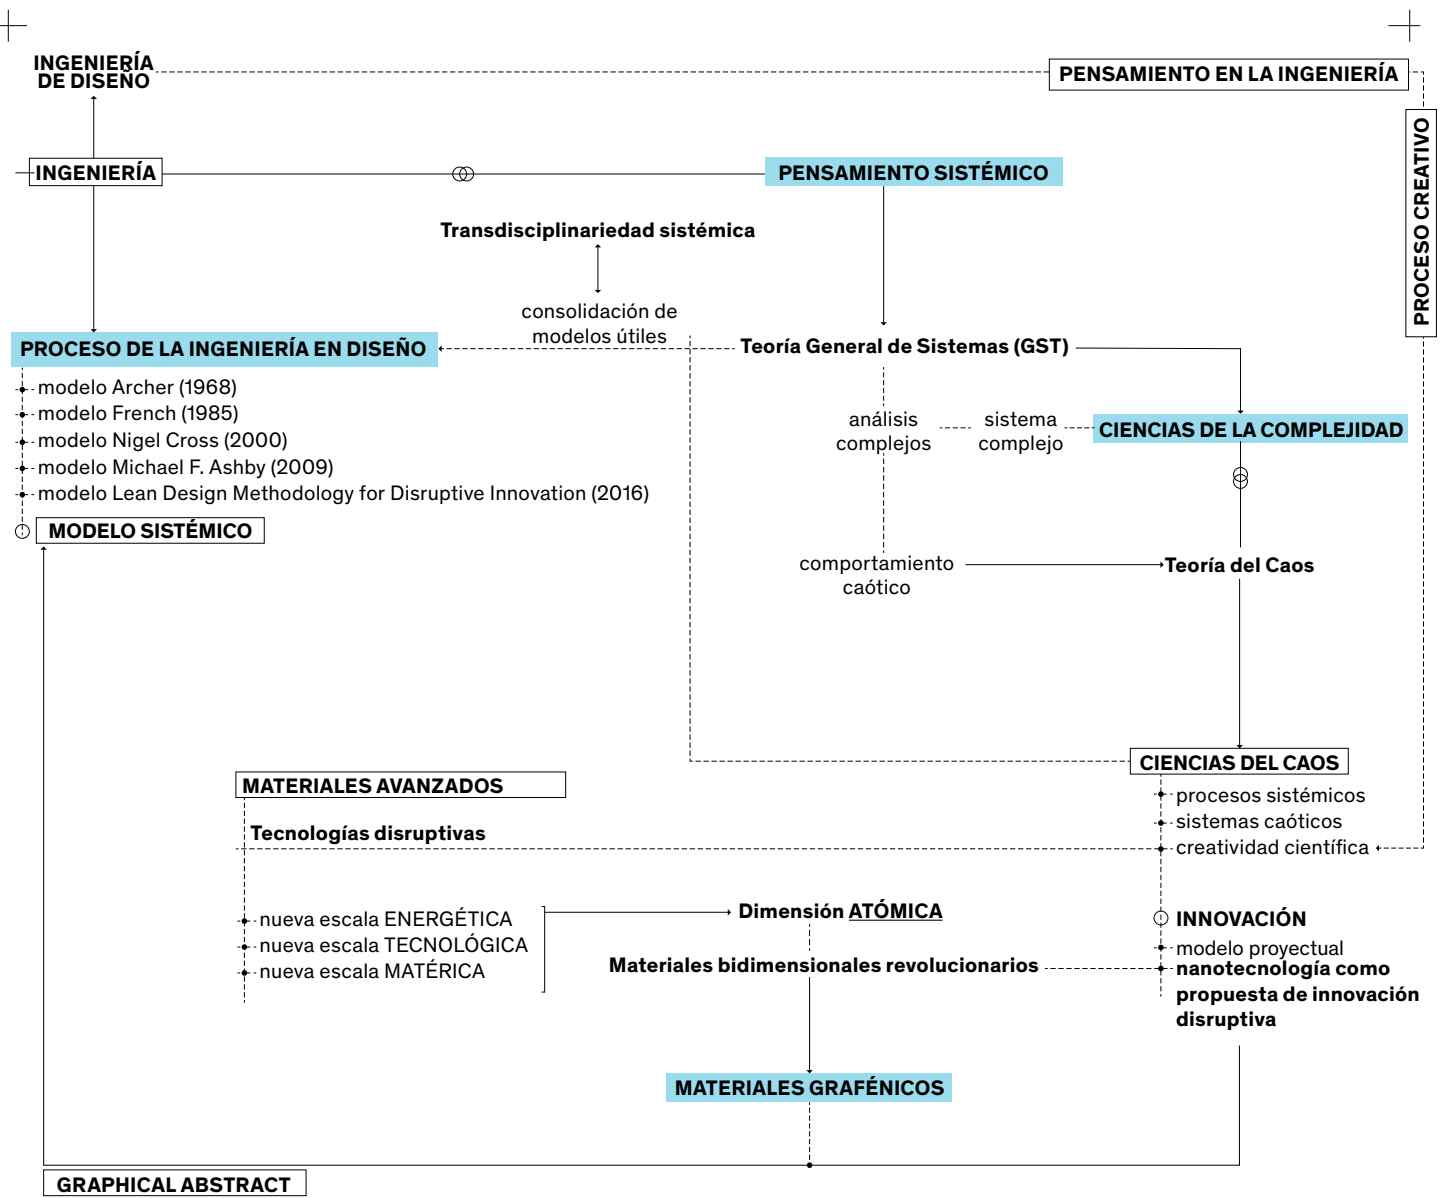 INGENIERÍA
DE DISEÑO
PENSAMIENTO EN LA INGENIERÍA
PROCESO CREATIVO
INGENIERÍA
PENSAMIENTO SISTÉMICO
Transdisciplinariedad sistémica
consolidación de
modelos útiles
PROCESO DE LA INGENIERÍA EN DISEÑO
Teoría General de Sistemas (GST)
modelo Archer (1968)
modelo French (1985)
modelo Nigel Cross (2000)
modelo Michael F. Ashby (2009)
modelo Lean Design Methodology for Disruptive Innovation (2016)
MODELO SISTÉMICO
análisis
complejos
sistema
complejo
CIENCIAS DE LA COMPLEJIDAD
comportamiento
caótico
Teoría del Caos
CIENCIAS DEL CAOS
procesos sistémicos
sistemas caóticos
creatividad científica
MATERIALES AVANZADOS
Tecnologías disruptivas
nueva escala ENERGÉTICA
nueva escala TECNOLÓGICA
nueva escala MATÉRICA
Dimensión ATÓMICA
Materiales bidimensionales revolucionarios
INNOVACIÓN
modelo proyectual
nanotecnología como
propuesta de innovación
disruptiva
MATERIALES GRAFÉNICOS
GRAPHICAL ABSTRACT